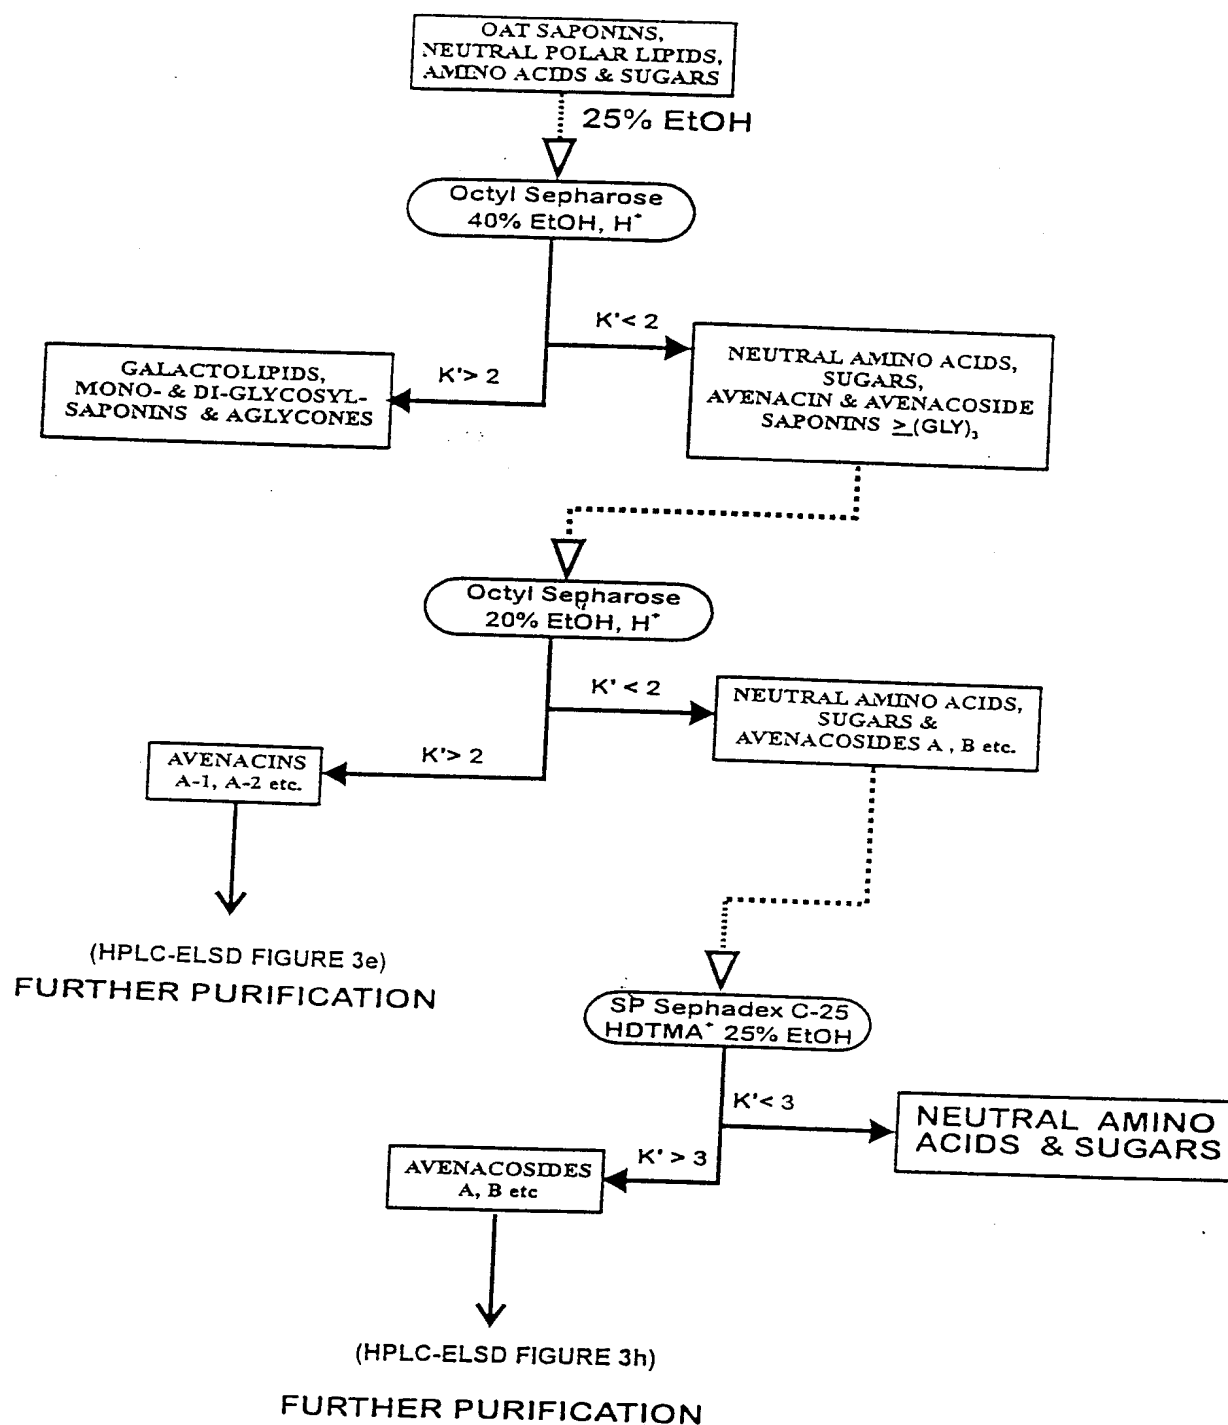 OAT SAPONINS,
NEUTRAL POLAR LIPIDS,
AMINO ACIDS & SUGARS
25% EtOH
Octyl Sepharose
40% EtOH, H+
K'< 2
K'> 2
GALACTOLIPIDS,
MONO- & DI-GLYCOSYL-
SAPONINS & AGLYCONES
NEUTRAL AMINO ACIDS,
SUGARS,
AVENACIN & AVENACOSIDE
SAPONINS ≥(GLY)₃
Octyl Sepharose
20% EtOH, H+
K' < 2
K'> 2
NEUTRAL AMINO ACIDS,
SUGARS &
AVENACOSIDES A , B etc.
AVENACINS
A-1, A-2 etc.
(HPLC-ELSD FIGURE 3e)
FURTHER PURIFICATION
SP Sephadex C-25
HDTMA+ 25% EtOH
K'< 3
K' > 3
NEUTRAL AMINO
ACIDS & SUGARS
AVENACOSIDES
A, B etc
(HPLC-ELSD FIGURE 3h)
FURTHER PURIFICATION